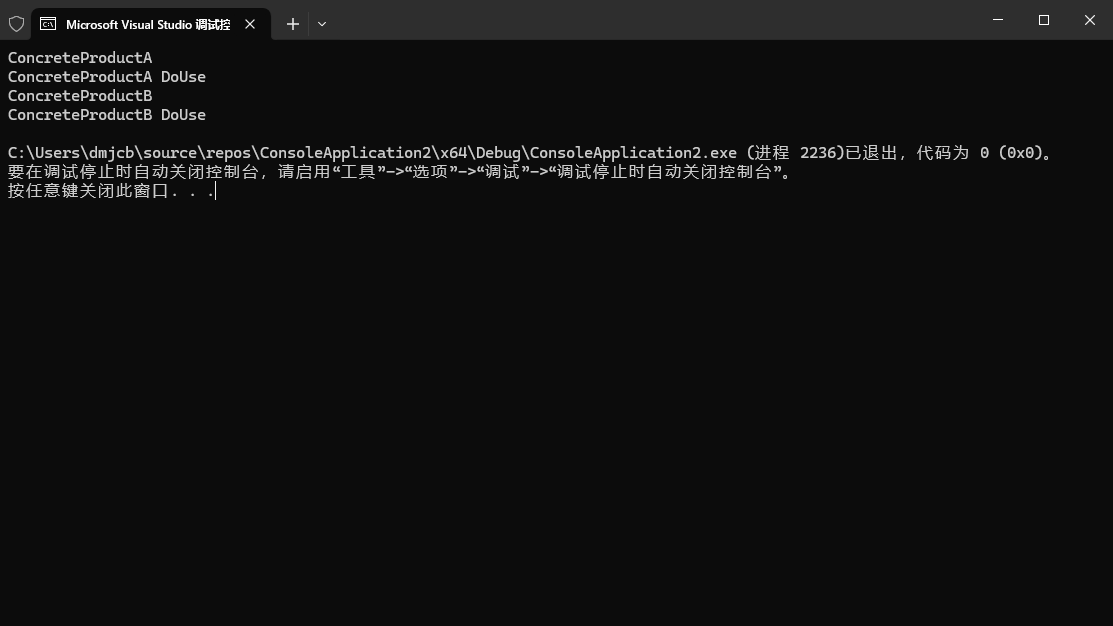 Microsoft Visual Studio 调试控
ConcreteProductA
ConcreteProductA DoUse
ConcreteProductB
ConcreteProductB DoUse
C:\Users\dmjcb\source\repos\ConsoleApplication2\x64\Debug\ConsoleApplication2.exe (进程 2236)已退出，代码为 0 (0x0)。
要在调试停止时自动关闭控制台，请启用“工具”->“选项”->“调试”->“调试停止时自动关闭控制台”。
按任意键关闭此窗口. . .